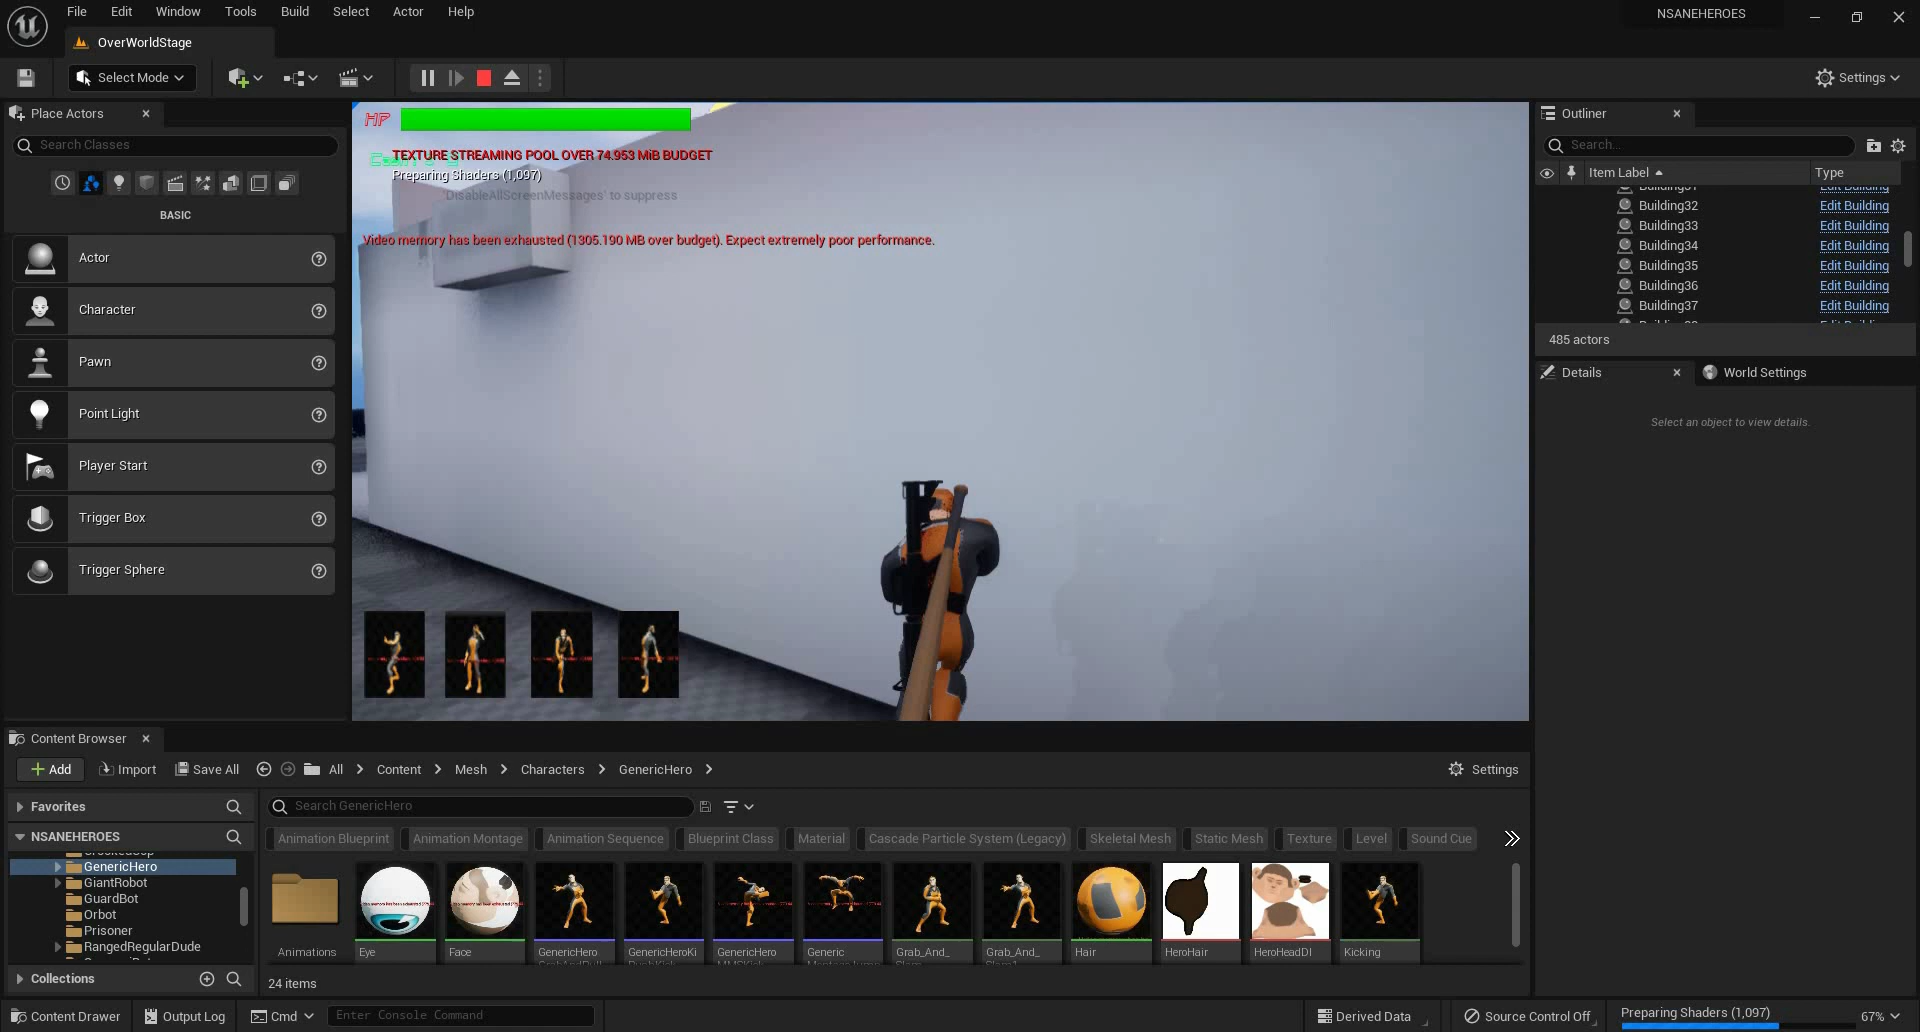 File Edit Window Tools Build Select Actor Help
NSANEHEROES
OverWorldStage
Select Mode
Settings
Place Actors
Search Classes
BASIC
Actor
Character
Pawn
Point Light
Player Start
Trigger Box
Trigger Sphere
HP
TEXTURE STREAMING POOL OVER 74.953 MiB BUDGET
Preparing Shaders (1,097)
'DisableAllScreenMessages' to suppress
Video memory has been exhausted (1305.190 MB over budget). Expect extremely poor performance.
Outliner
Search...
Item Label Type
Building31 Edit Building
Building32 Edit Building
Building33 Edit Building
Building34 Edit Building
Building35 Edit Building
Building36 Edit Building
Building37 Edit Building
485 actors
Details
World Settings
Select an object to view details.
Content Browser
Add Import Save All All Content Mesh Characters GenericHero
Settings
Favorites
NSANEHEROES
GenericHero
GiantRobot
GuardBot
Orbot
Prisoner
RangedRegularDude
Collections
Search GenericHero
Animation Blueprint Animation Montage Animation Sequence Blueprint Class Material Cascade Particle System (Legacy) Skeletal Mesh Static Mesh Texture Level Sound Cue
Animations
Eye
Face
GenericHero
GenericHeroKi
GenericHero
Generic
Grab_And_
Grab_And_
Hair
HeroHair
HeroHeadDI
Kicking
24 items
Content Drawer Output Log Cmd Enter Console Command
Derived Data Source Control Off Preparing Shaders (1,097) 67%